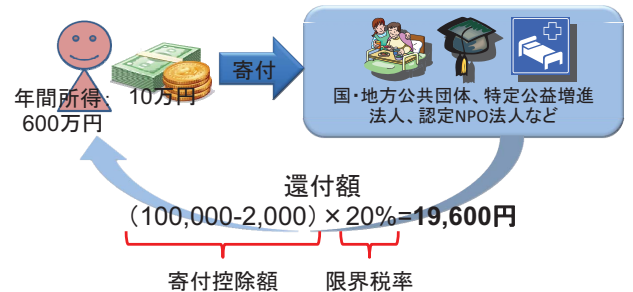 年間所得: 10万円
600万円
寄付
国・地方公共団体、特定公益増進
法人、認定NPO法人など
還付額
(100,000-2,000)×20%=19,600円
寄付控除額 限界税率